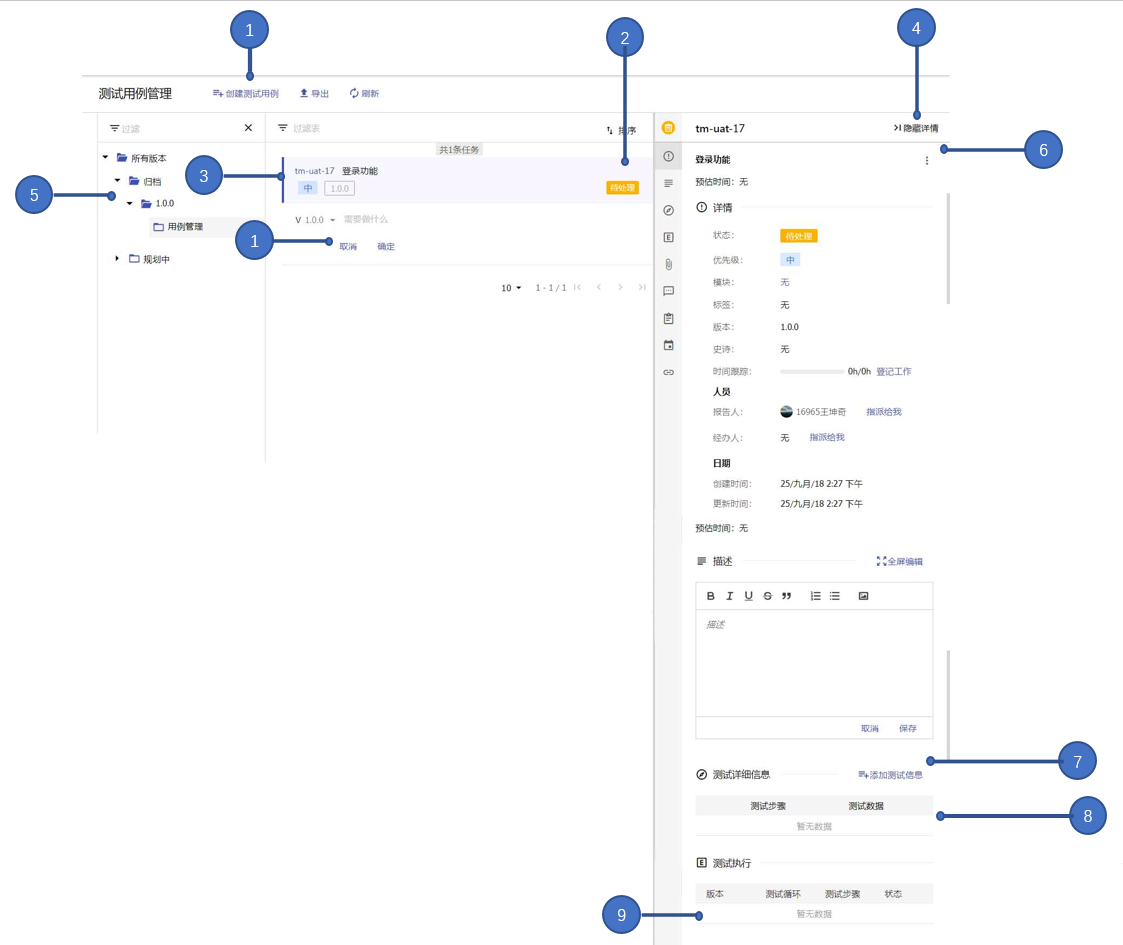 1
2
4
测试用例管理
创建测试用例
导出
刷新
过滤
过滤表
排序
tm-uat-17
隐藏详情
6
共1条任务
所有版本
归档
1.0.0
用例管理
规划中
5
3
tm-uat-17 登录功能
中
1.0.0
待处理
V 1.0.0 需要做什么
1
取消 确定
10 1 - 1 / 1
登录功能
预估时间: 无
详情
状态: 待处理
优先级: 中
模块: 无
标签: 无
版本: 1.0.0
史诗: 无
时间跟踪: 0h/0h 登记工作
人员
报告人: 16965王坤奇 指派给我
经办人: 无 指派给我
日期
创建时间: 25/九月/18 2:27 下午
更新时间: 25/九月/18 2:27 下午
预估时间: 无
描述 全屏编辑
B I U S
描述
取消 保存
7
测试详细信息 添加测试信息
测试步骤 测试数据
8
暂无数据
E 测试执行
版本 测试循环 测试步骤 状态
9
暂无数据